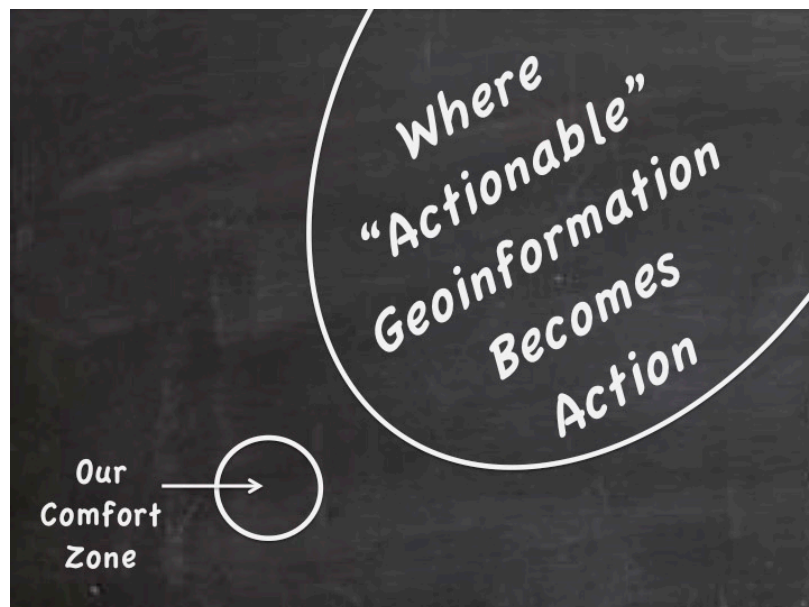 Where
“Actionable”
Geoinformation
Becomes
Action
Our
Comfort
Zone